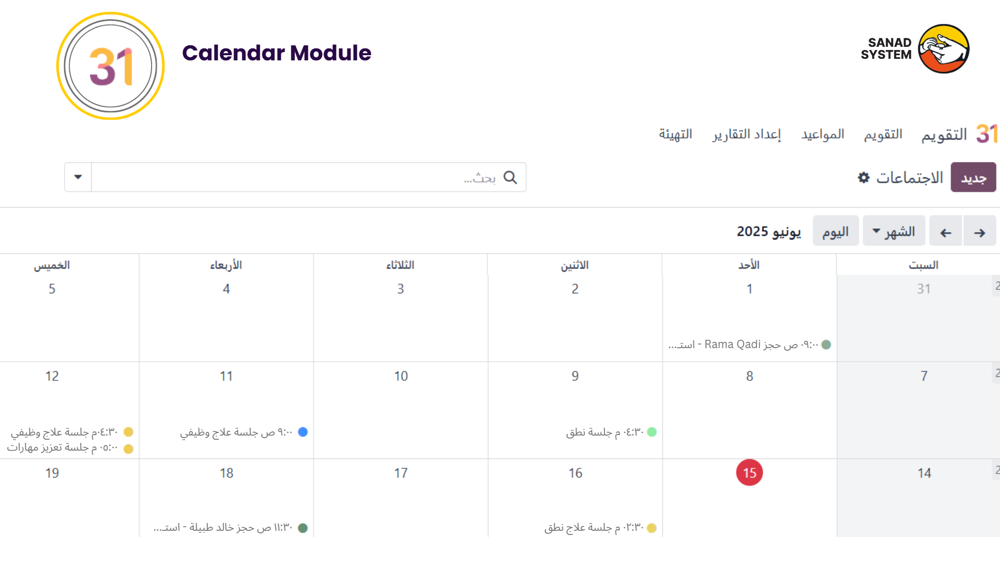 31
Calendar Module
SANAD
SYSTEM
31 التقويم التقويم المواعيد إعداد التقارير التهيئة
جديد الاجتماعات بحث...
→ ← الشهر اليوم يونيو 2025
السبت الأحد الاثنين الثلاثاء الأربعاء الخميس
2 31 1 2 3 4 5
٠٩:٠٠ ص حجز Rama Qadi - استـ...
2 7 8 9 10 11 12
٠٤:٣٠ م جلسة نطق
٩:٠٠ ص جلسة علاج وظيفي
٠٤:٣٠م جلسة علاج وظيفي
٠٥:٠٠ م جلسة تعزيز مهارات
2 14 15 16 17 18 19
٠٢:٣٠ م جلسة علاج نطق
١١:٣٠ ص حجز خالد طبيلة - استـ...